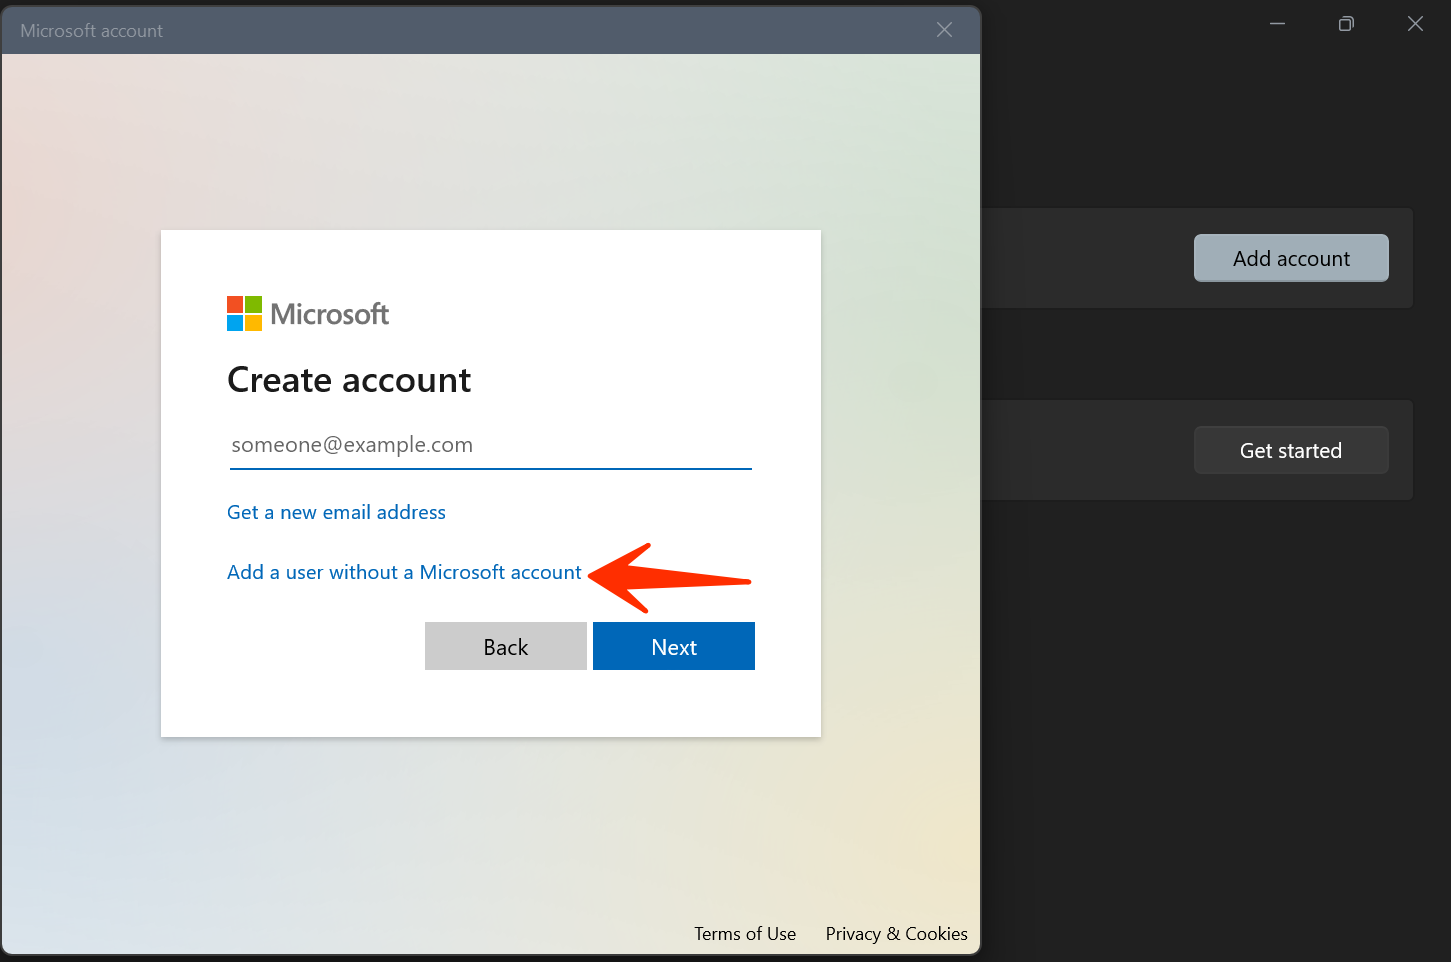 Microsoft account
Add account
Microsoft
Create account
someone@example.com
Get started
Get a new email address
Add a user without a Microsoft account
Back
Next
Terms of Use
Privacy & Cookies